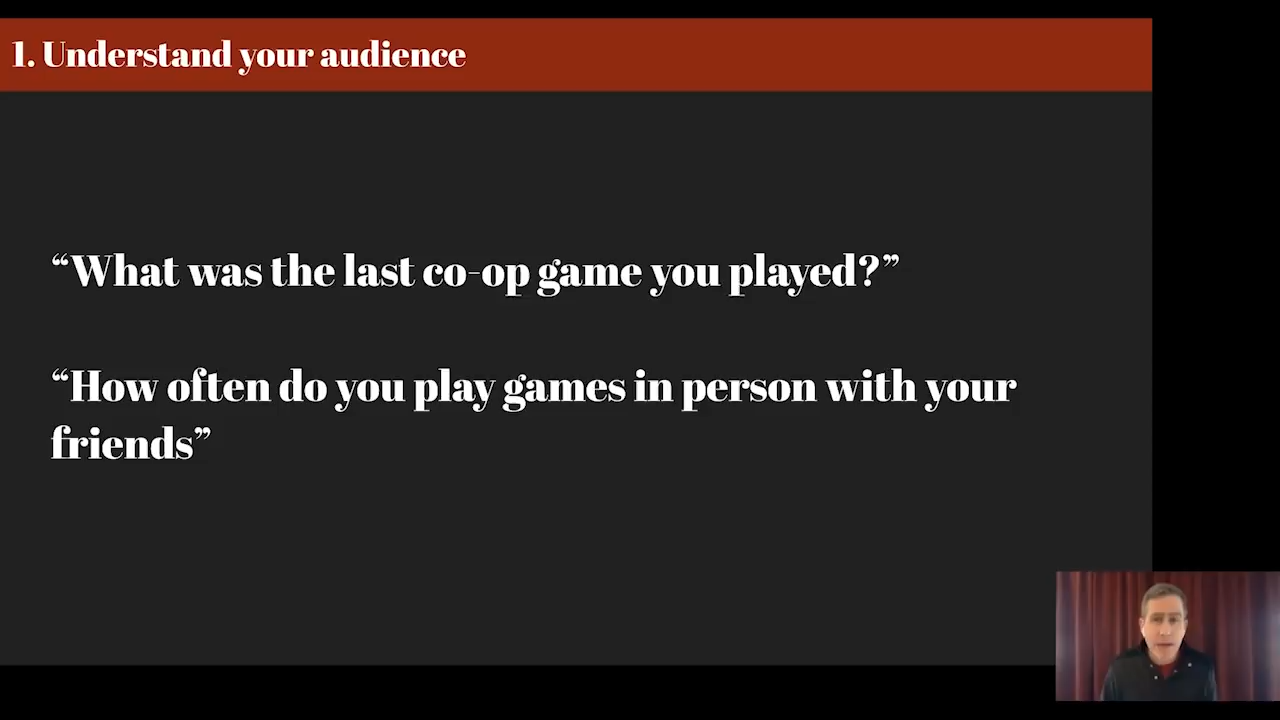 1. Understand your audience
“What was the last co-op game you played?”
“How often do you play games in person with your
friends”